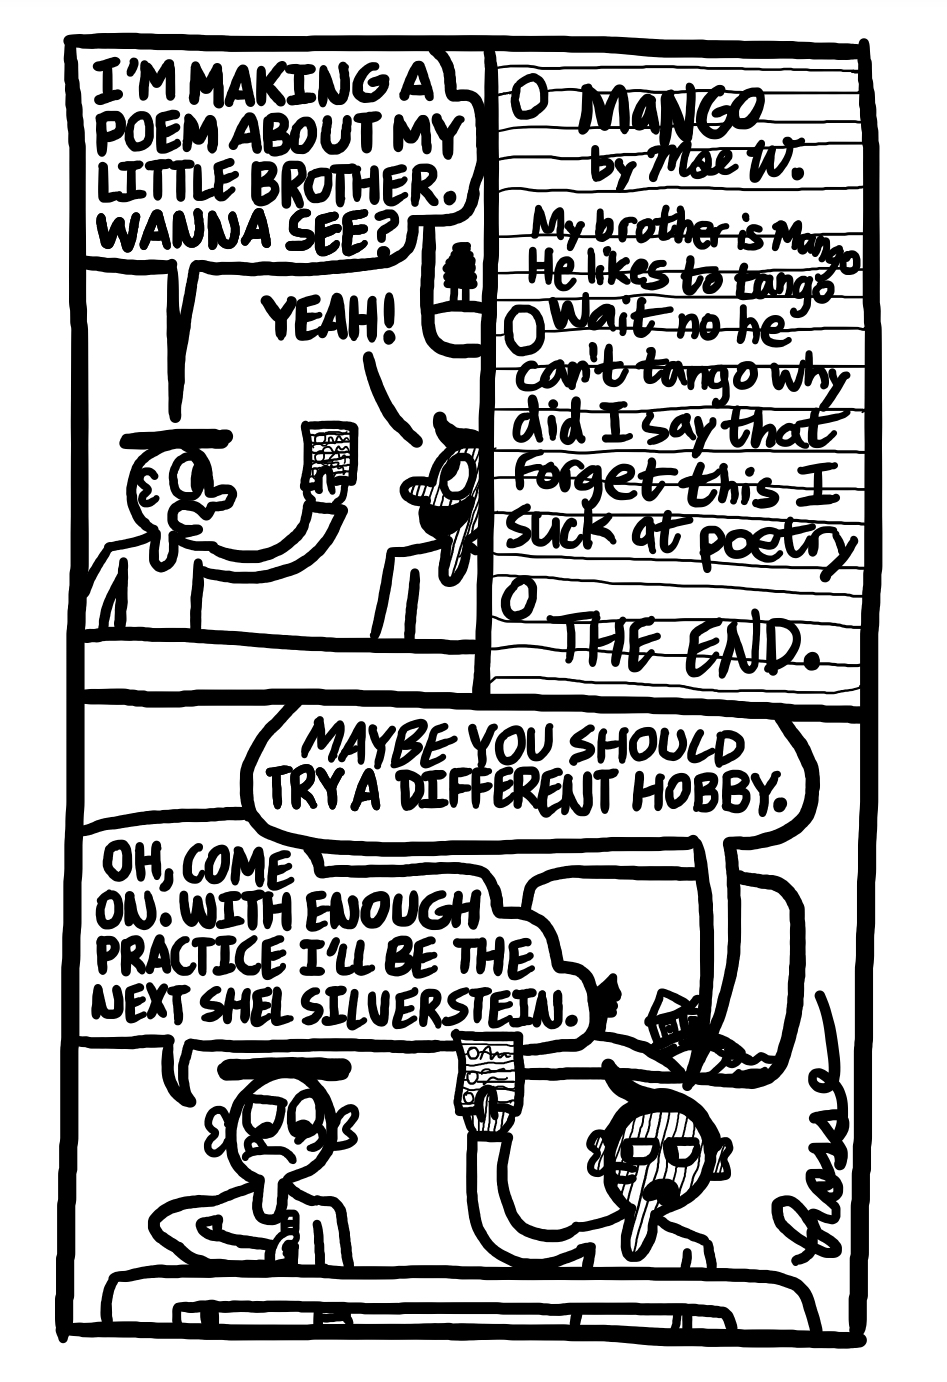 I'M MAKING A
POEM ABOUT MY
LITTLE BROTHER.
WANNA SEE?
YEAH!
MaNGO
by Moe W.
My brother is Mango
He likes to tango
Wait no he
can't tango why
did I say that
Forget this I
suck at poetry
THE END.
MAYBE YOU SHOULD
TRY A DIFFERENT HOBBY.
OH, COME
ON. WITH ENOUGH
PRACTICE I'LL BE THE
NEXT SHEL SILVERSTEIN.